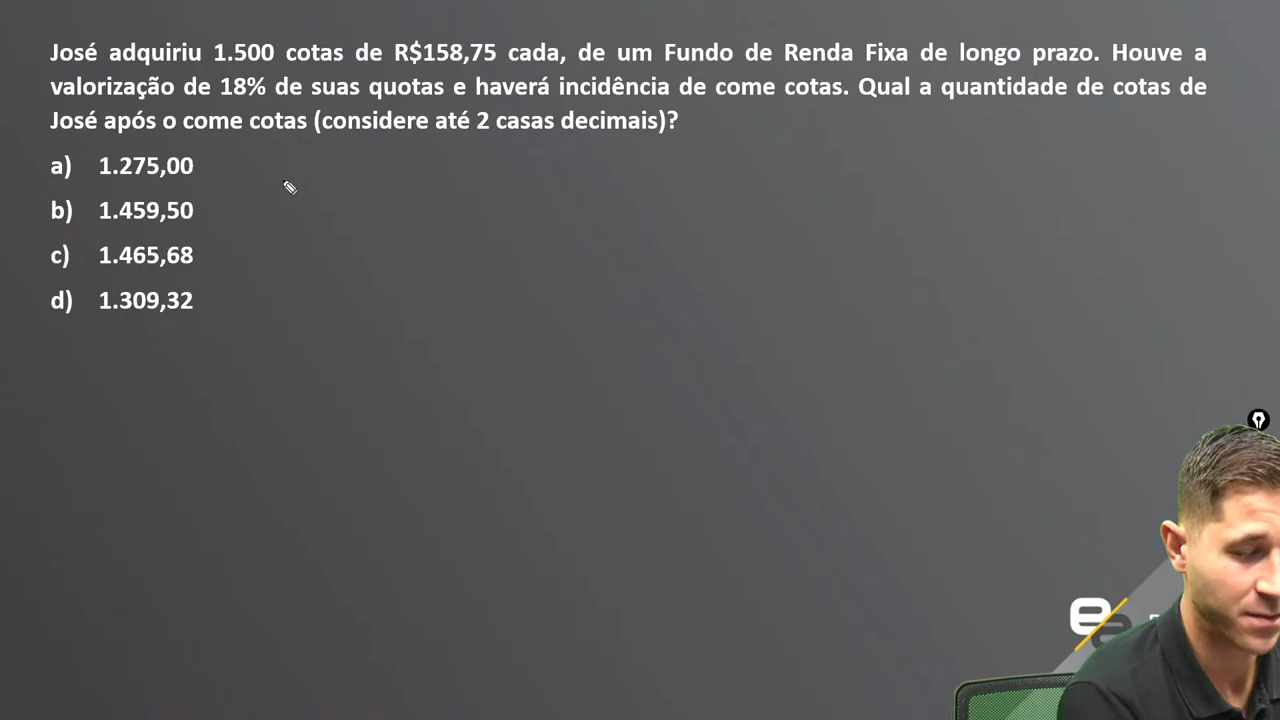 José adquiriu 1.500 cotas de R$158,75 cada, de um Fundo de Renda Fixa de longo prazo. Houve a
valorização de 18% de suas quotas e haverá incidência de come cotas. Qual a quantidade de cotas de
José após o come cotas (considere até 2 casas decimais)?
a) 1.275,00
b) 1.459,50
c) 1.465,68
d) 1.309,32